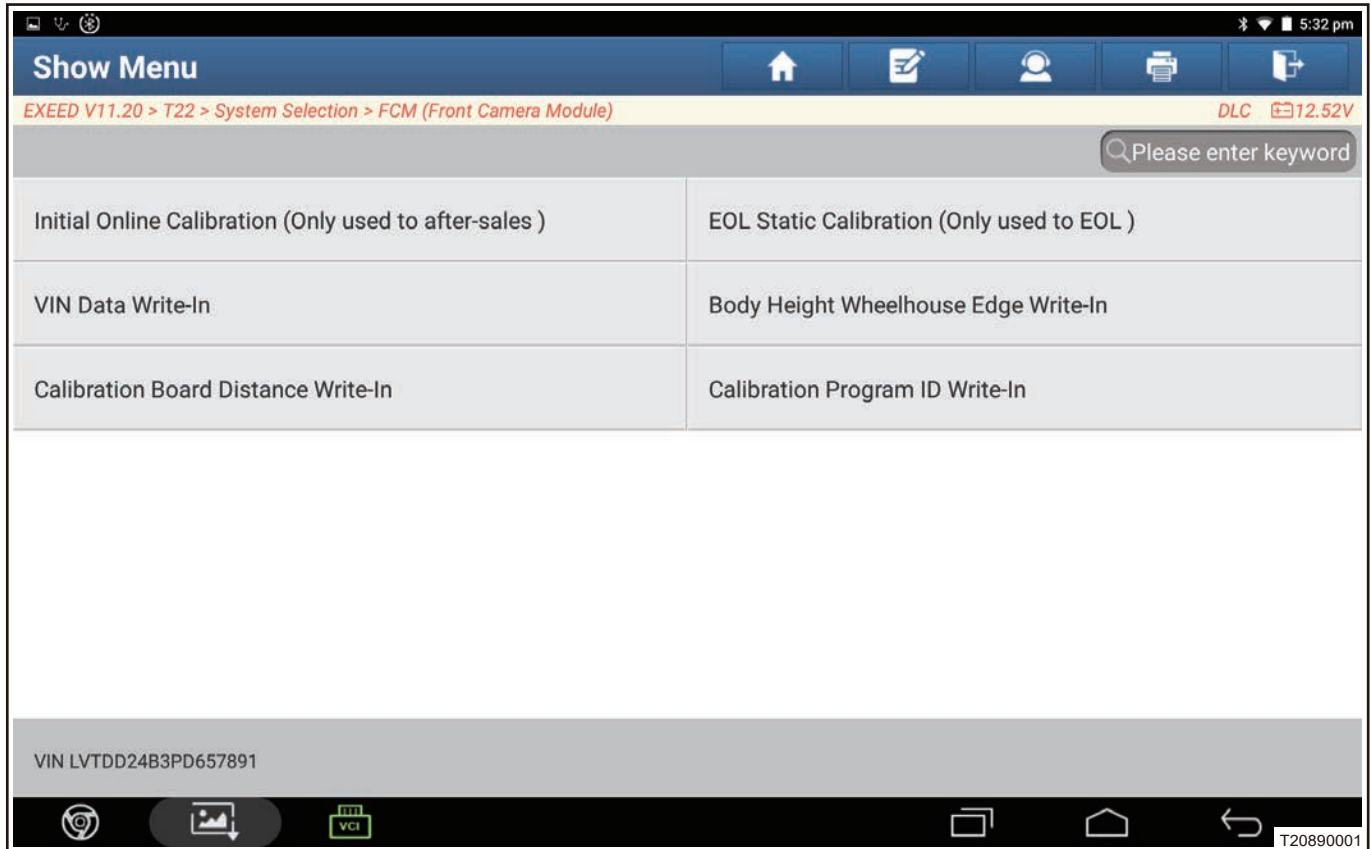 5:32 pm
Show Menu
EXEED V11.20 > T22 > System Selection > FCM (Front Camera Module)
DLC 12.52V
Please enter keyword
Initial Online Calibration (Only used to after-sales )
EOL Static Calibration (Only used to EOL )
VIN Data Write-In
Body Height Wheelhouse Edge Write-In
Calibration Board Distance Write-In
Calibration Program ID Write-In
VIN LVTDD24B3PD657891
VCI
T20890001